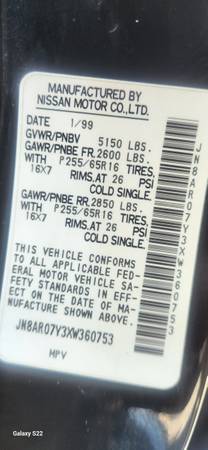 MANUFACTURED BY
NISSAN MOTOR CO.,LTD.
DATE 1/99
GVWR/PNBV 5150 LBS.
GAWR/PNBE FR.2600 LBS.
WITH P255/65R16 TIRES,
16X7 RIMS,AT 26 PSI
COLD SINGLE.
GAWR/PNBE RR.2850 LBS.
WITH P255/65R16 TIRES,
16X7 RIMS,AT 26 PSI
COLD SINGLE.
THIS VEHICLE CONFORMS
TO ALL APPLICABLE FED-
ERAL MOTOR VEHICLE
SAFETY STANDARDS IN EFF-
ECT ON THE DATE OF MA-
NUFACTURE SHOWN ABOVE.
JN8AR07Y3XW360753
MPV
JN8AR07Y3XW360753
Galaxy S22